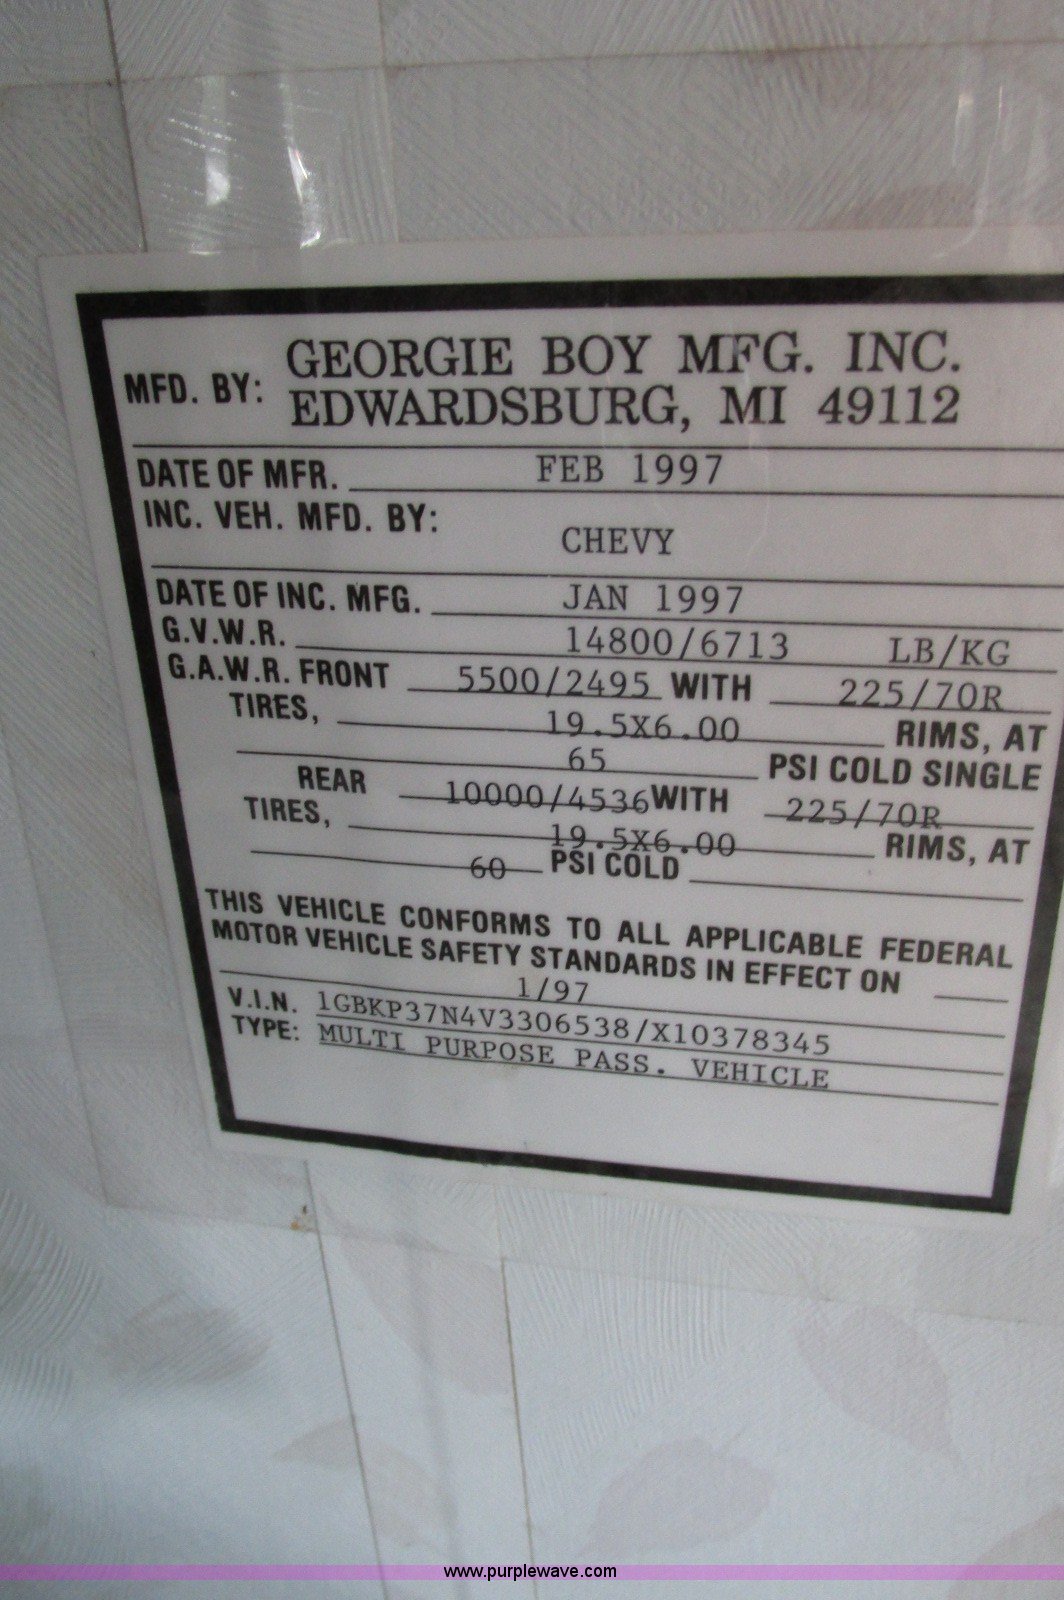 GEORGIE BOY MFG. INC.
MFD. BY: EDWARDSBURG, MI 49112
DATE OF MFR. FEB 1997
INC. VEH. MFD. BY:
CHEVY
DATE OF INC. MFG. JAN 1997
G.V.W.R. 14800/6713 LB/KG
G.A.W.R. FRONT 5500/2495 WITH 225/70R
TIRES, 19.5X6.00 RIMS, AT
65 PSI COLD SINGLE
REAR 10000/4536 WITH 225/70R
TIRES, 19.5X6.00 RIMS, AT
60 PSI COLD
THIS VEHICLE CONFORMS TO ALL APPLICABLE FEDERAL
MOTOR VEHICLE SAFETY STANDARDS IN EFFECT ON
1/97
V.I.N. 1GBKP37N4V3306538/X10378345
TYPE: MULTI PURPOSE PASS. VEHICLE
www.purplewave.com